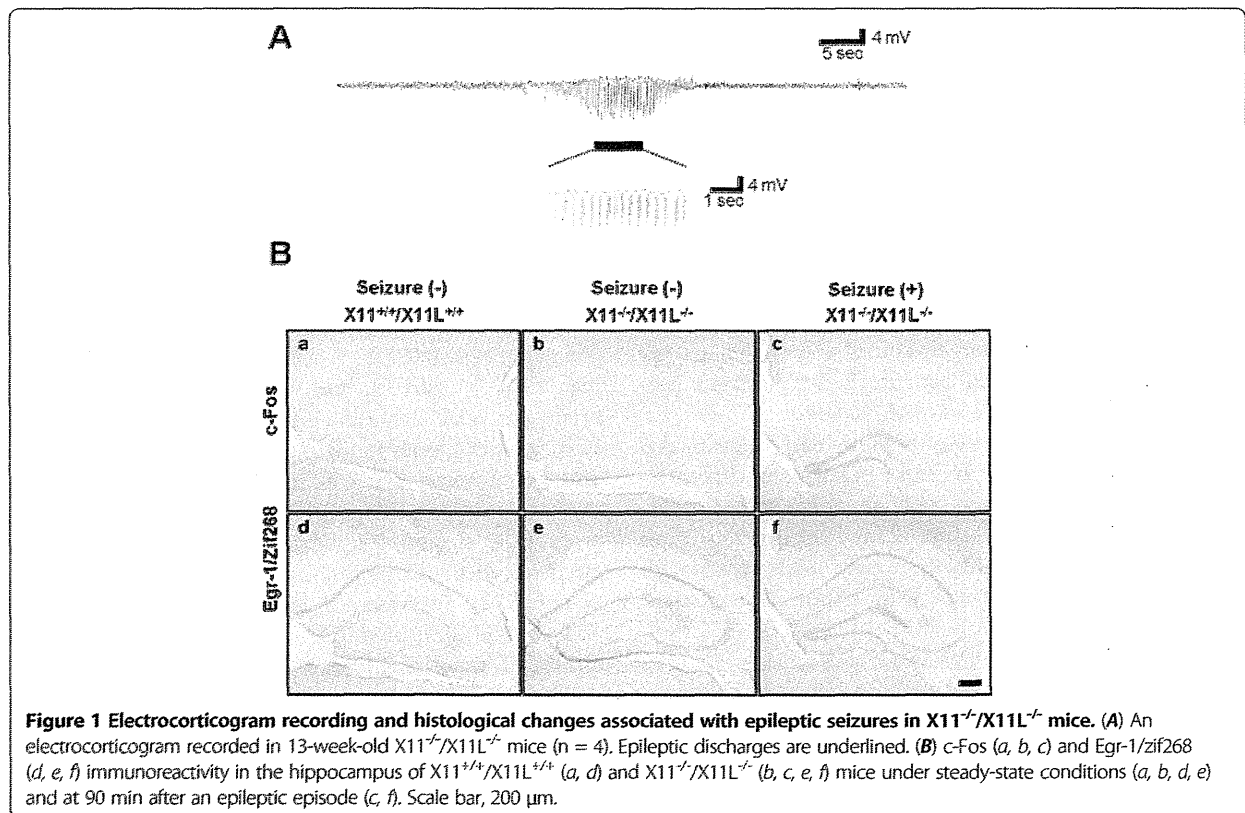 A
4 mV
5 sec
4 mV
1 sec
B
Seizure (-) Seizure (-) Seizure (+)
X11+/+/X11L+/+ X11-/-/X11L-/- X11-/-/X11L-/-
a b c
c-Fos
d e f
Egr-1/Zif268
Figure 1 Electrocorticogram recording and histological changes associated with epileptic seizures in X11-/-/X11L-/- mice. (A) An
electrocorticogram recorded in 13-week-old X11-/-/X11L-/- mice (n = 4). Epileptic discharges are underlined. (B) c-Fos (a, b, c) and Egr-1/zif268
(d, e, f) immunoreactivity in the hippocampus of X11+/+/X11L+/+ (a, d) and X11-/-/X11L-/- (b, c, e, f) mice under steady-state conditions (a, b, d, e)
and at 90 min after an epileptic episode (c, f). Scale bar, 200 μm.